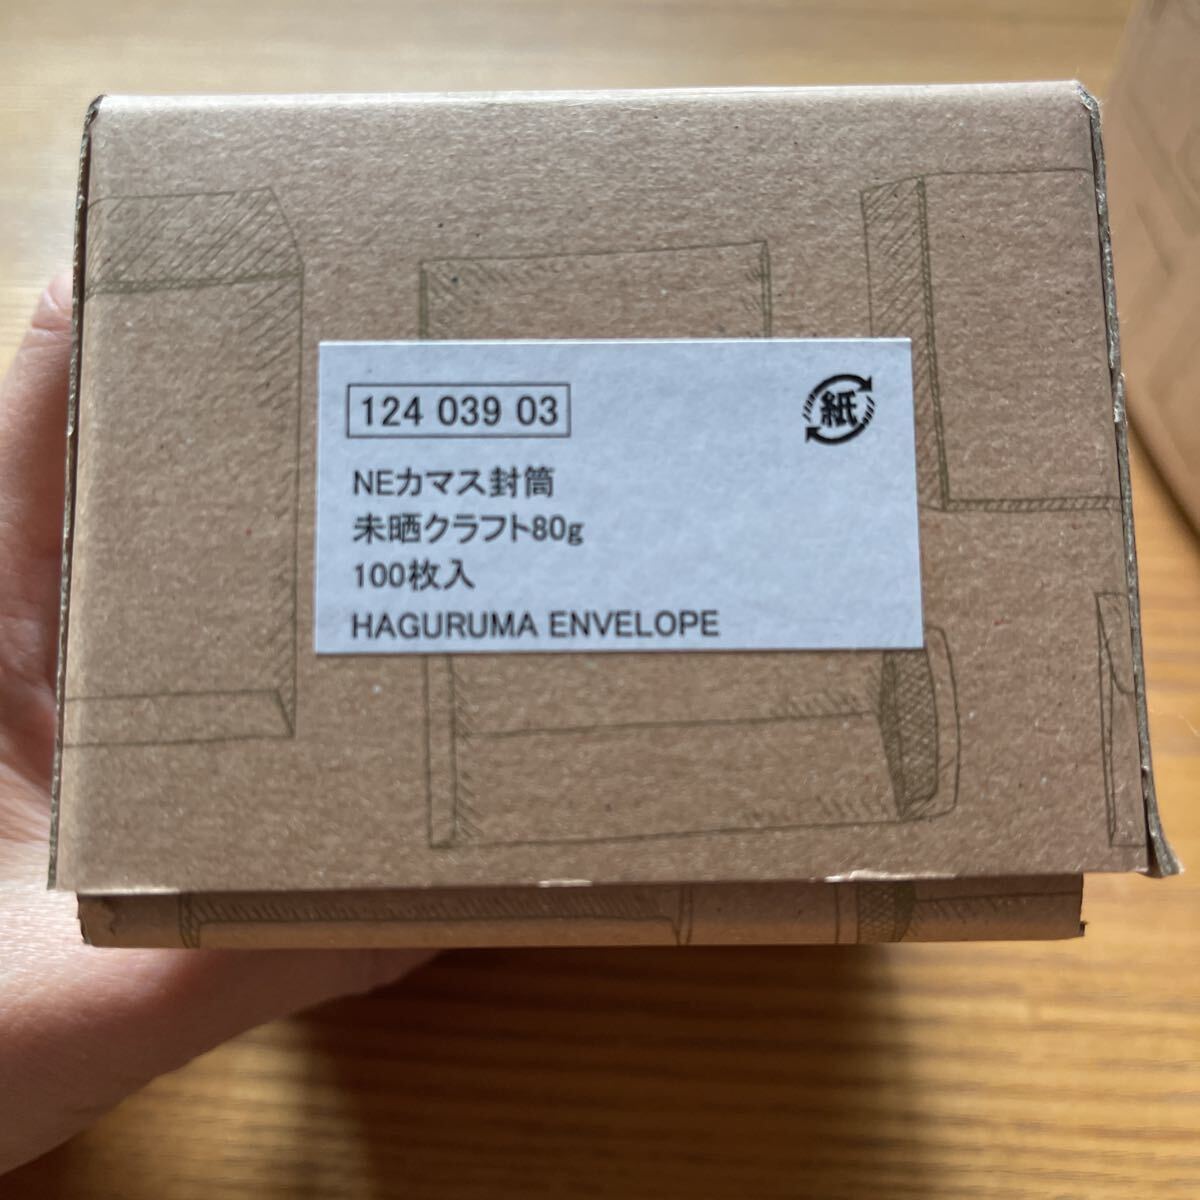 124 039 03
紙
NEカマス封筒
未晒クラフト80g
100枚入
HAGURUMA ENVELOPE